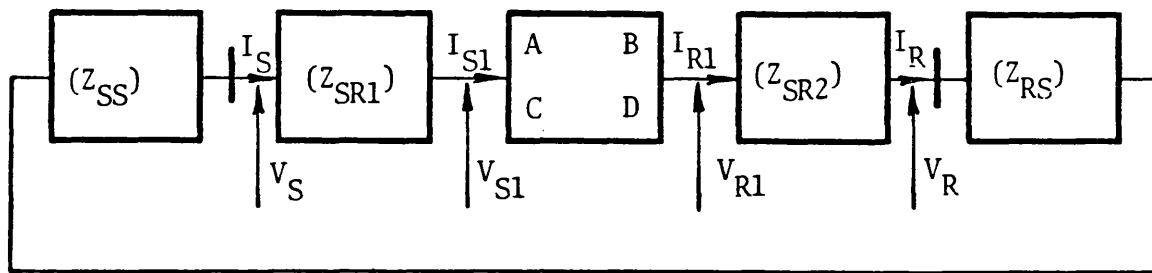 I_S I_S1 A B I_R1 I_R
(Z_SS) (Z_SR1) (Z_SR2) (Z_RS)
C D
V_S V_S1 V_R1 V_R